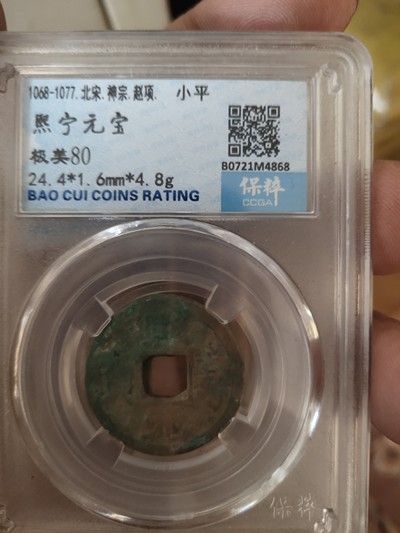 1068-1077.北宋.神宗.赵顼. 小平
熙宁元宝
极美80
24.4*1.6mm*4.8g
BAO CUI COINS RATING
B0721M4868
保粹
CCGA
保粹